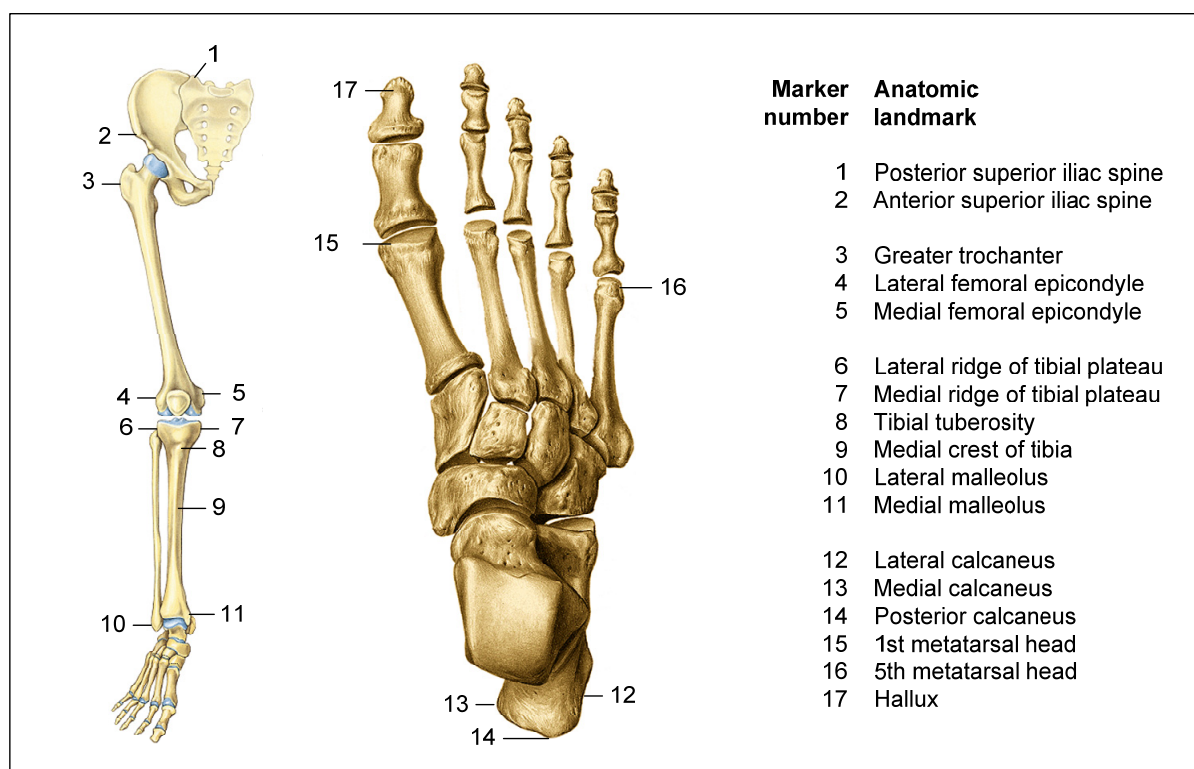 1
2
3
4
5
6
7
8
9
10
11
17
15
16
13
12
14
Marker Anatomic
number landmark
1 Posterior superior iliac spine
2 Anterior superior iliac spine
3 Greater trochanter
4 Lateral femoral epicondyle
5 Medial femoral epicondyle
6 Lateral ridge of tibial plateau
7 Medial ridge of tibial plateau
8 Tibial tuberosity
9 Medial crest of tibia
10 Lateral malleolus
11 Medial malleolus
12 Lateral calcaneus
13 Medial calcaneus
14 Posterior calcaneus
15 1st metatarsal head
16 5th metatarsal head
17 Hallux